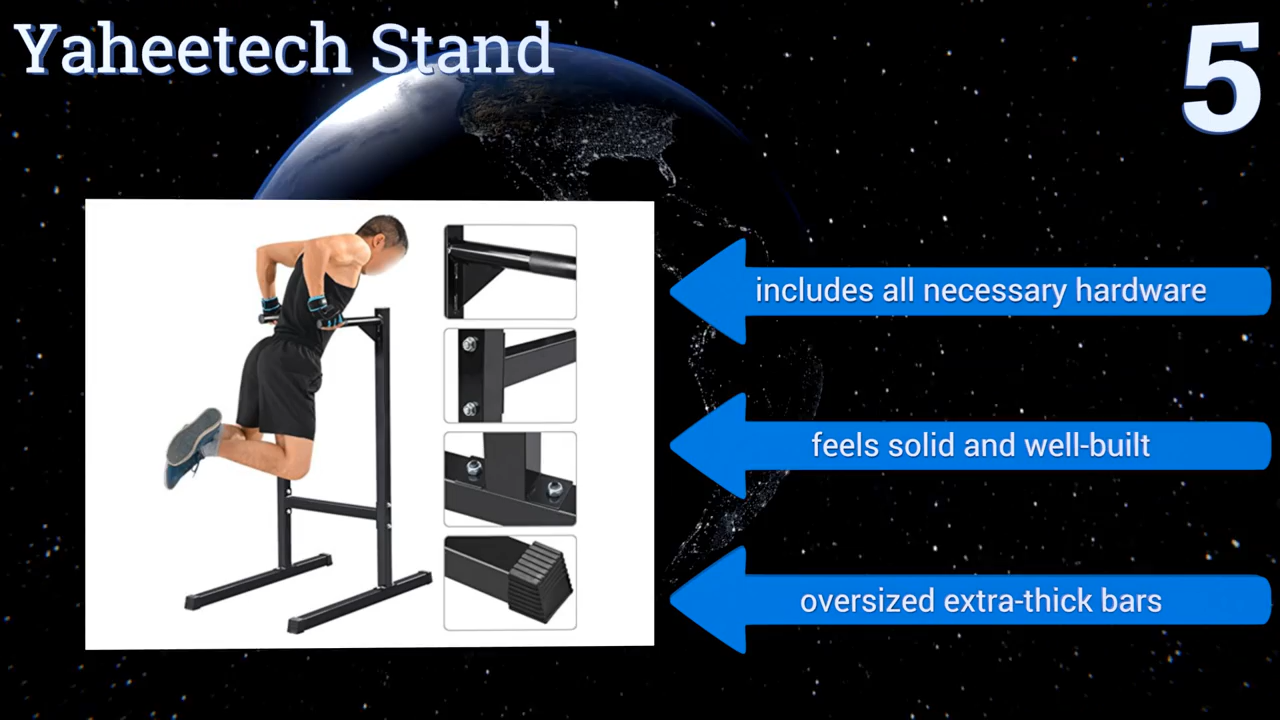 Yaheetech Stand
5
includes all necessary hardware
feels solid and well-built
oversized extra-thick bars